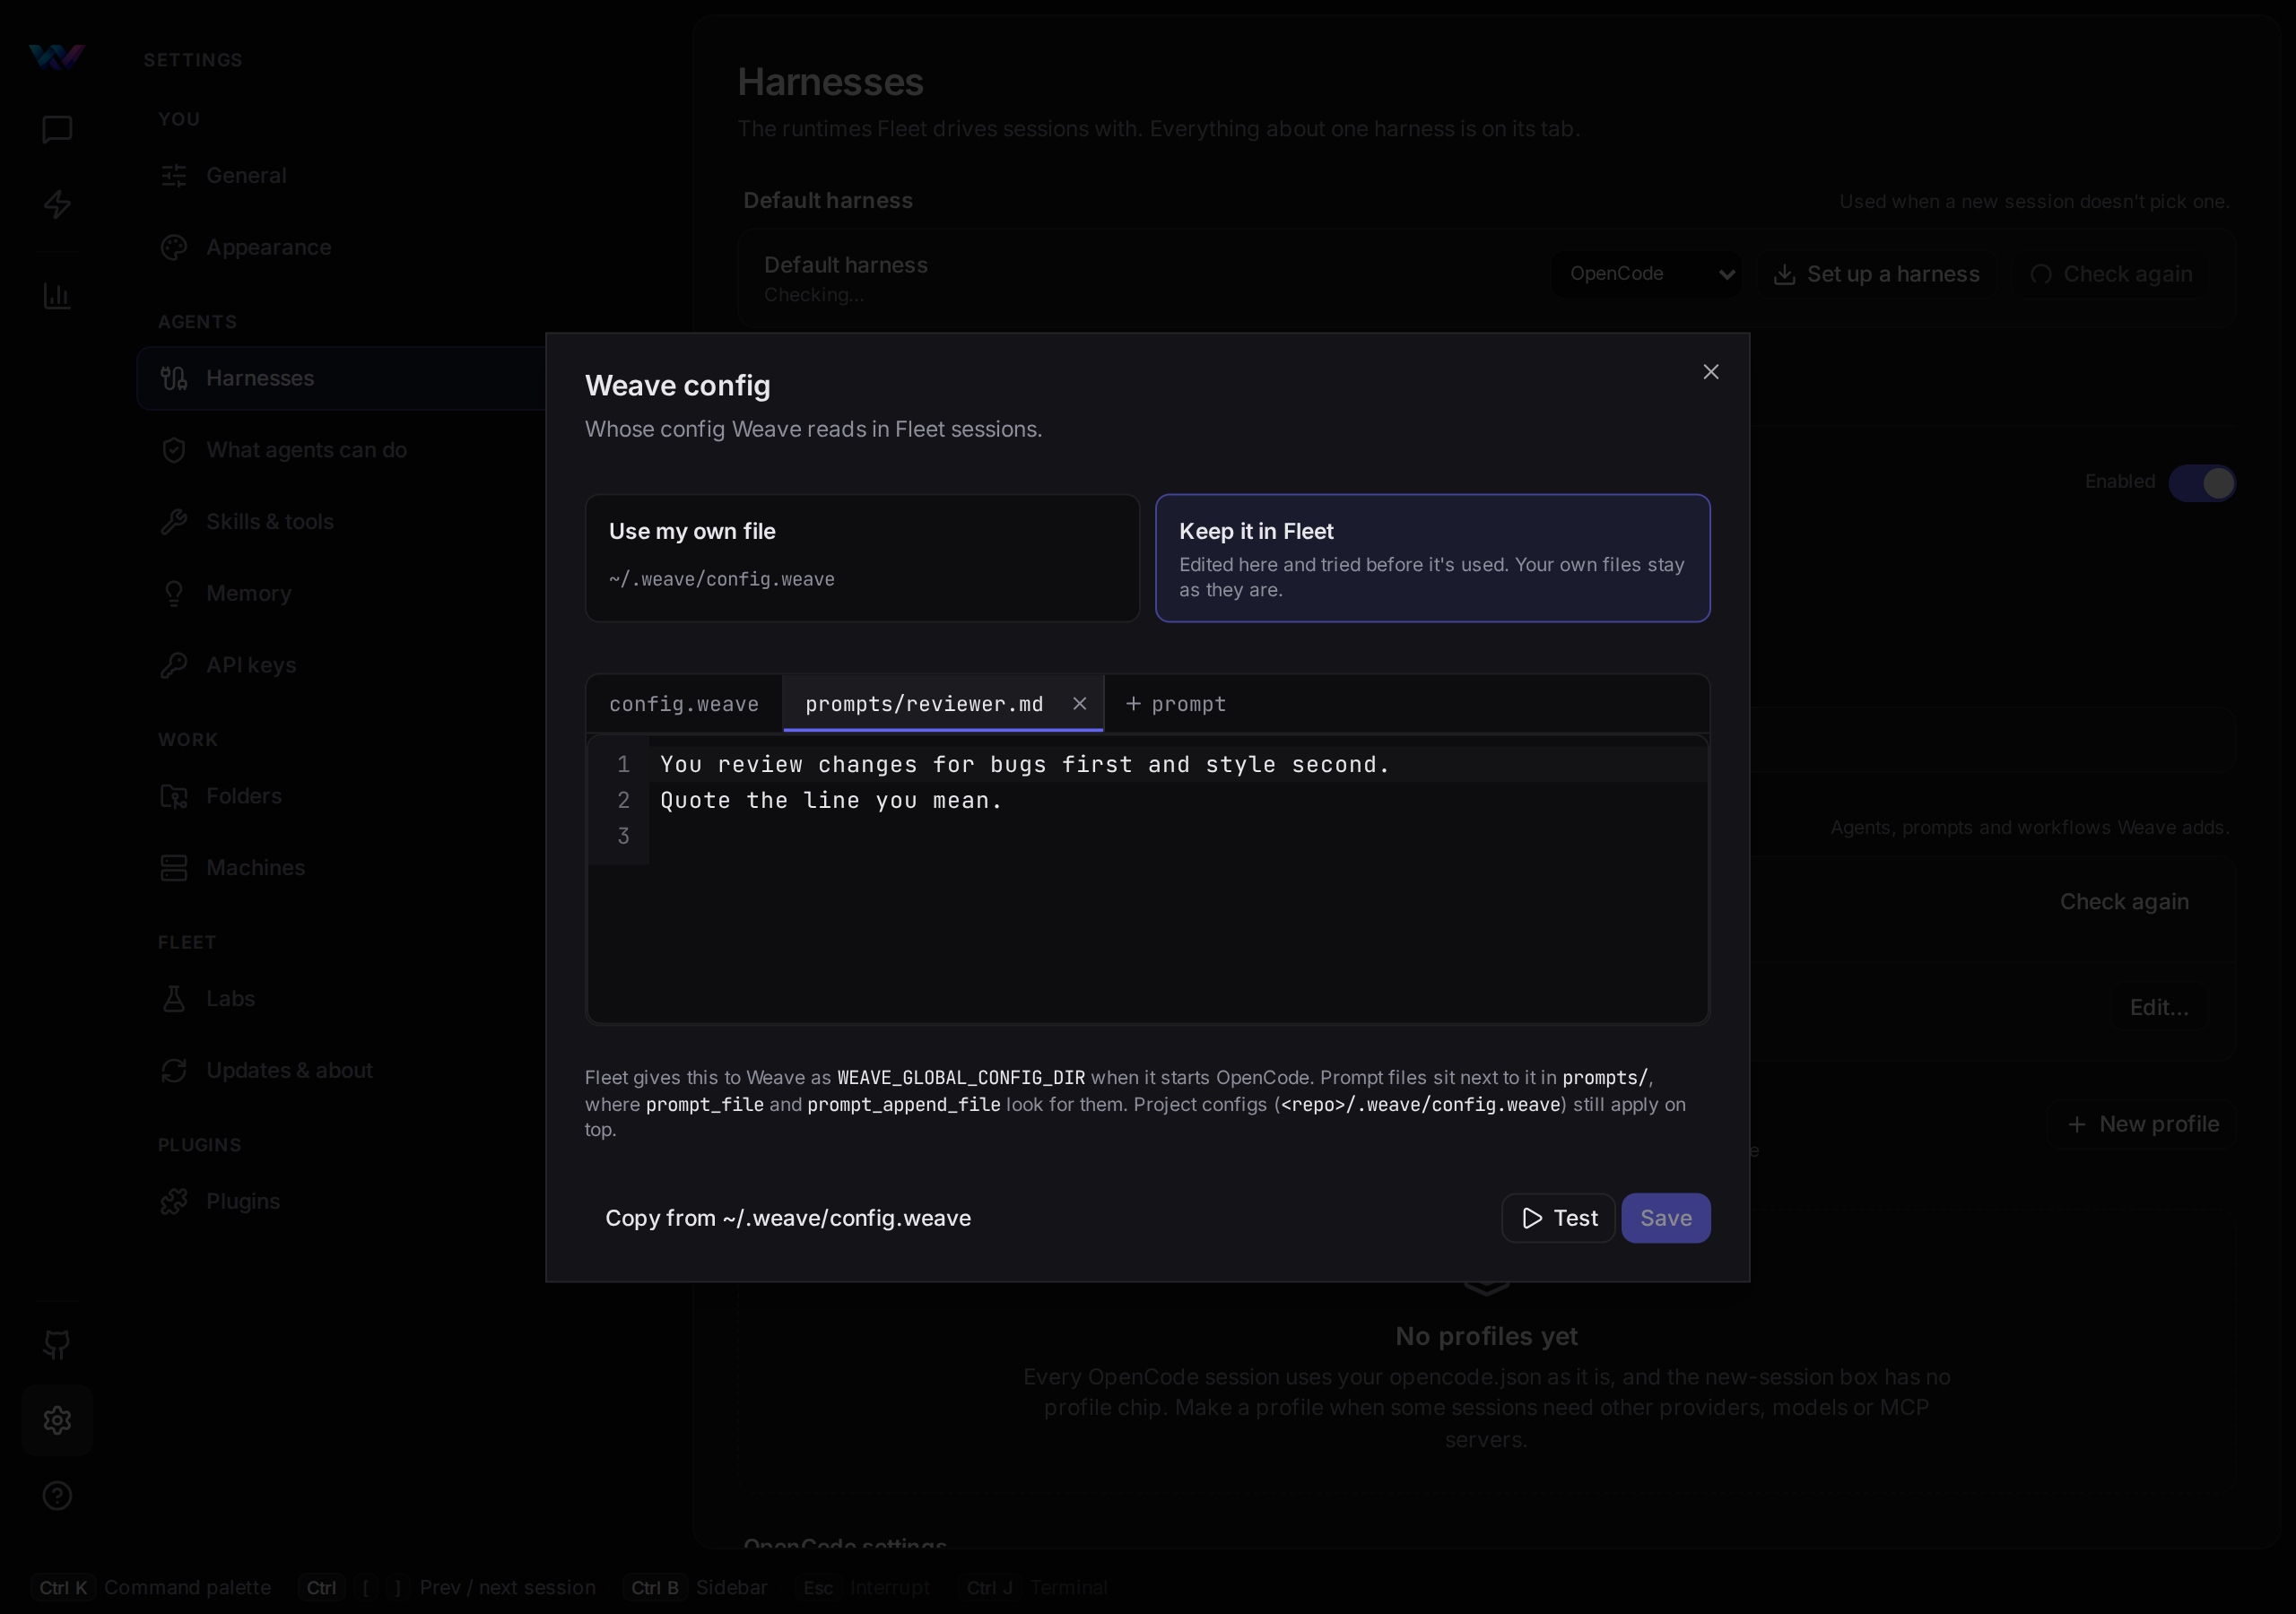 SETTINGS
YOU
General
Appearance
AGENTS
Harnesses
What agents can do
Skills & tools
Memory
API keys
WORK
Folders
Machines
FLEET
Labs
Updates & about
PLUGINS
Plugins
Harnesses
The runtimes Fleet drives sessions with. Everything about one harness is on its tab.
Default harness
Used when a new session doesn't pick one.
Default harness
Checking...
OpenCode
Set up a harness
Check again
Enabled
Weave config
Whose config Weave reads in Fleet sessions.
Use my own file
~/.weave/config.weave
Keep it in Fleet
Edited here and tried before it's used. Your own files stay
as they are.
config.weave
prompts/reviewer.md
+ prompt
1 You review changes for bugs first and style second.
2 Quote the line you mean.
3
Fleet gives this to Weave as WEAVE_GLOBAL_CONFIG_DIR when it starts OpenCode. Prompt files sit next to it in prompts/,
where prompt_file and prompt_append_file look for them. Project configs (<repo>/.weave/config.weave) still apply on
top.
Copy from ~/.weave/config.weave
Test
Save
Agents, prompts and workflows Weave adds.
Check again
Edit...
+ New profile
No profiles yet
Every OpenCode session uses your opencode.json as it is, and the new-session box has no
profile chip. Make a profile when some sessions need other providers, models or MCP
servers.
OpenCode settings
Ctrl K Command palette
Ctrl [ ] Prev / next session
Ctrl B Sidebar
Esc Interrupt
Ctrl J Terminal